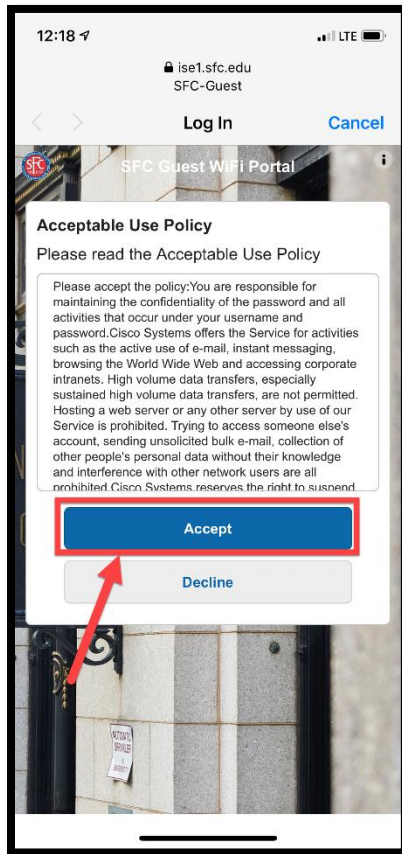 12:18
LTE
ise1.sfc.edu
SFC-Guest
Log In
Cancel
SFC
SFC Guest WiFi Portal
i
Acceptable Use Policy
Please read the Acceptable Use Policy
Please accept the policy:You are responsible for
maintaining the confidentiality of the password and all
activities that occur under your username and
password.Cisco Systems offers the Service for activities
such as the active use of e-mail, instant messaging,
browsing the World Wide Web and accessing corporate
intranets. High volume data transfers, especially
sustained high volume data transfers, are not permitted.
Hosting a web server or any other server by use of our
Service is prohibited. Trying to access someone else's
account, sending unsolicited bulk e-mail, collection of
other people's personal data without their knowledge
and interference with other network users are all
prohibited.Cisco Systems reserves the right to suspend
Accept
Decline
AUTOMATIC
SPRINKLER